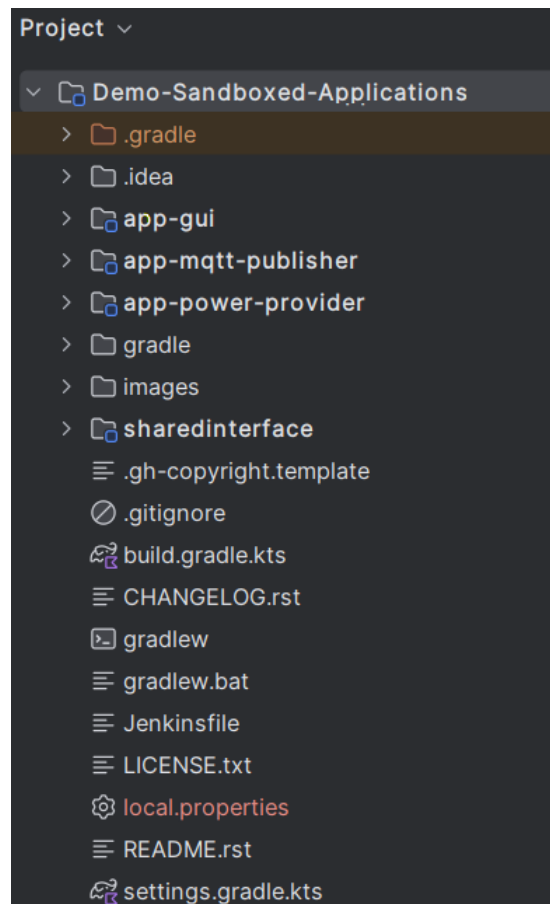 Project
Demo-Sandboxed-Applications
.gradle
.idea
app-gui
app-mqtt-publisher
app-power-provider
gradle
images
sharedinterface
.gh-copyright.template
.gitignore
build.gradle.kts
CHANGELOG.rst
gradlew
gradlew.bat
Jenkinsfile
LICENSE.txt
local.properties
README.rst
settings.gradle.kts